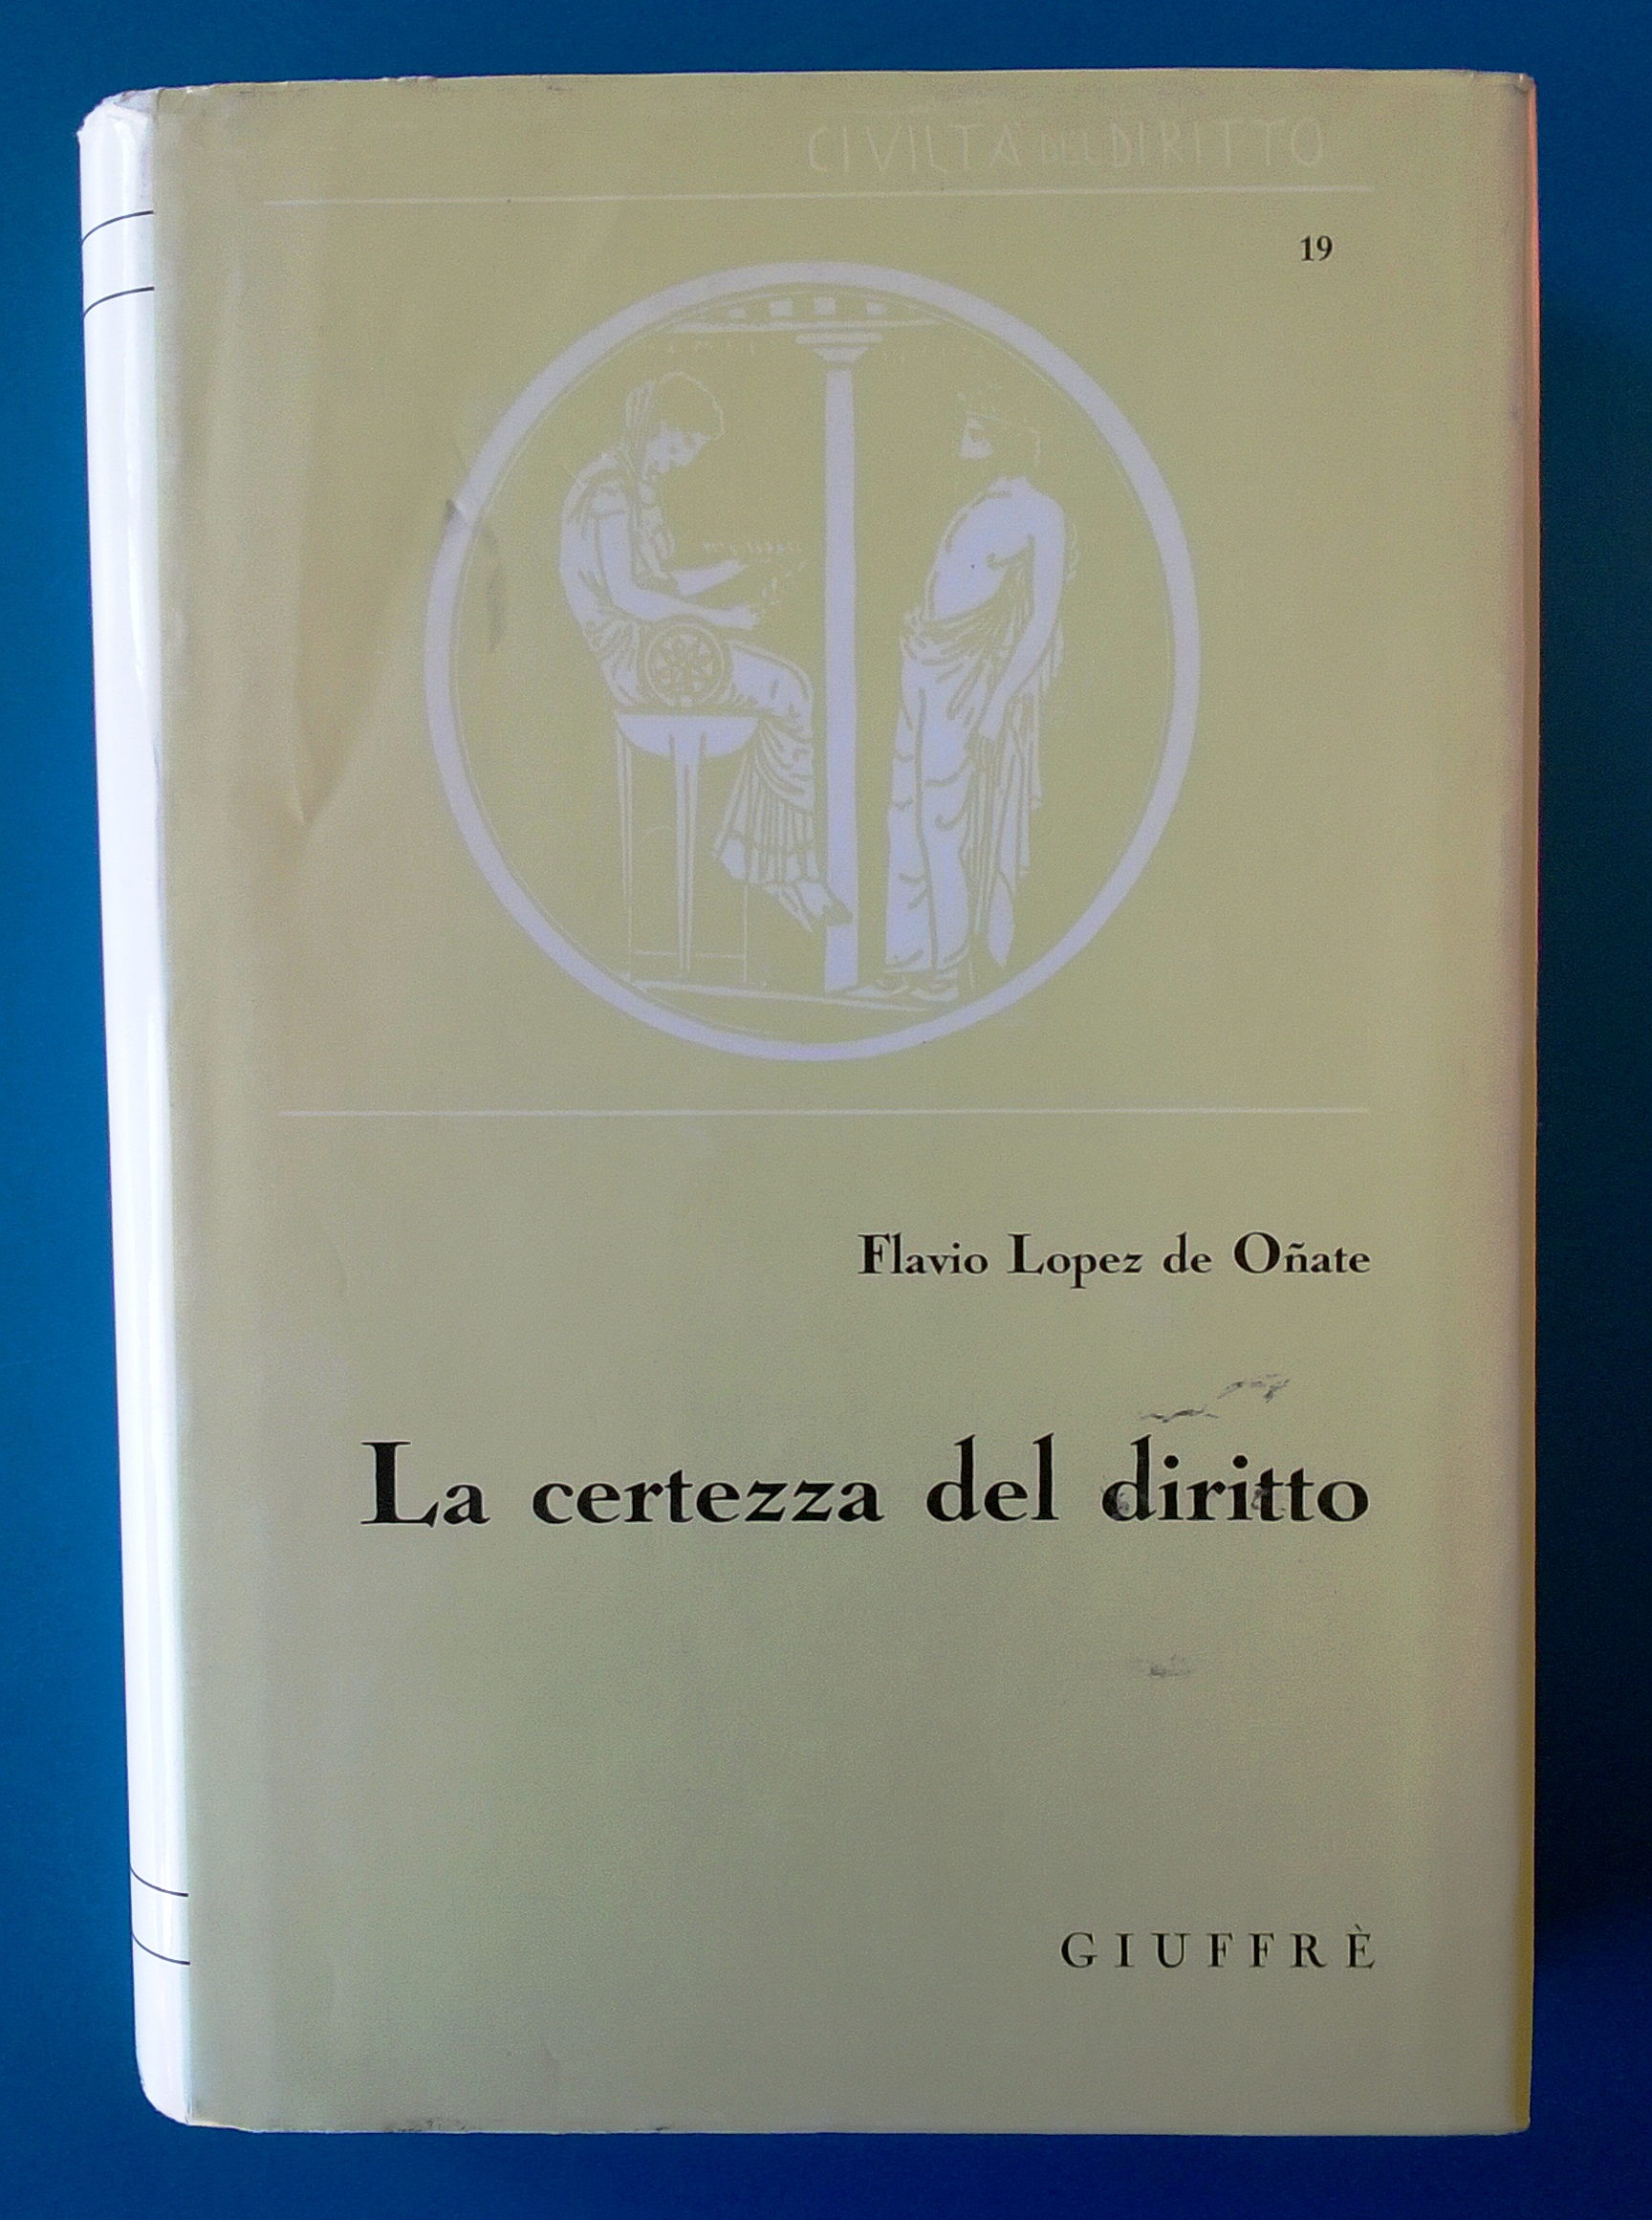 CIVILTÀ DEL DIRITTO
19
Flavio Lopez de Oñate
La certezza del diritto
GIUFFRÈ